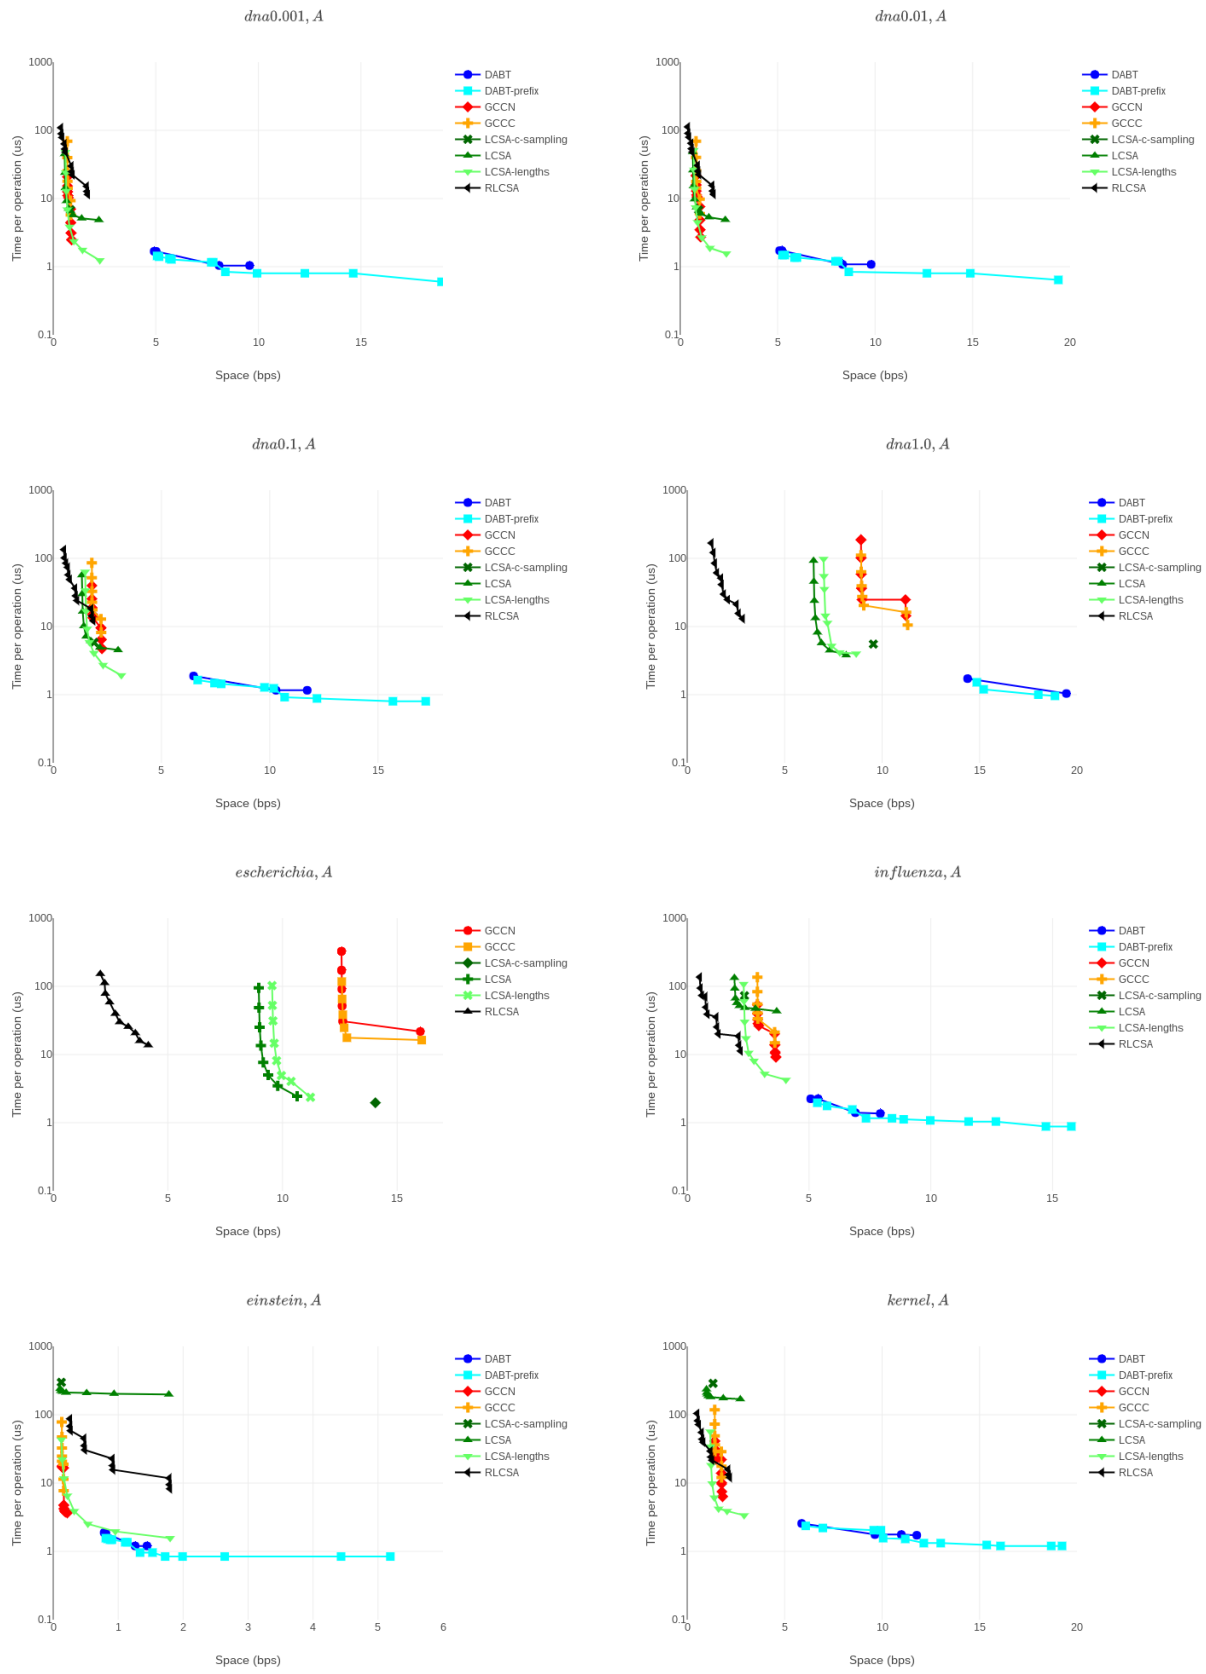 dna0.001, A
1000
100
10
1
0.1
0 5 10 15
Time per operation (us)
Space (bps)
DABT
DABT-prefix
GCCN
GCCC
LCSA-c-sampling
LCSA
LCSA-lengths
RLCSA
dna0.01, A
1000
100
10
1
0.1
0 5 10 15 20
Time per operation (us)
Space (bps)
DABT
DABT-prefix
GCCN
GCCC
LCSA-c-sampling
LCSA
LCSA-lengths
RLCSA
dna0.1, A
1000
100
10
1
0.1
0 5 10 15
Time per operation (us)
Space (bps)
DABT
DABT-prefix
GCCN
GCCC
LCSA-c-sampling
LCSA
LCSA-lengths
RLCSA
dna1.0, A
1000
100
10
1
0.1
0 5 10 15 20
Time per operation (us)
Space (bps)
DABT
DABT-prefix
GCCN
GCCC
LCSA-c-sampling
LCSA
LCSA-lengths
RLCSA
escherichia, A
1000
100
10
1
0.1
0 5 10 15
Time per operation (us)
Space (bps)
GCCN
GCCC
LCSA-c-sampling
LCSA
LCSA-lengths
RLCSA
influenza, A
1000
100
10
1
0.1
0 5 10 15
Time per operation (us)
Space (bps)
DABT
DABT-prefix
GCCN
GCCC
LCSA-c-sampling
LCSA
LCSA-lengths
RLCSA
einstein, A
1000
100
10
1
0.1
0 1 2 3 4 5 6
Time per operation (us)
Space (bps)
DABT
DABT-prefix
GCCN
GCCC
LCSA-c-sampling
LCSA
LCSA-lengths
RLCSA
kernel, A
1000
100
10
1
0.1
0 5 10 15 20
Time per operation (us)
Space (bps)
DABT
DABT-prefix
GCCN
GCCC
LCSA-c-sampling
LCSA
LCSA-lengths
RLCSA